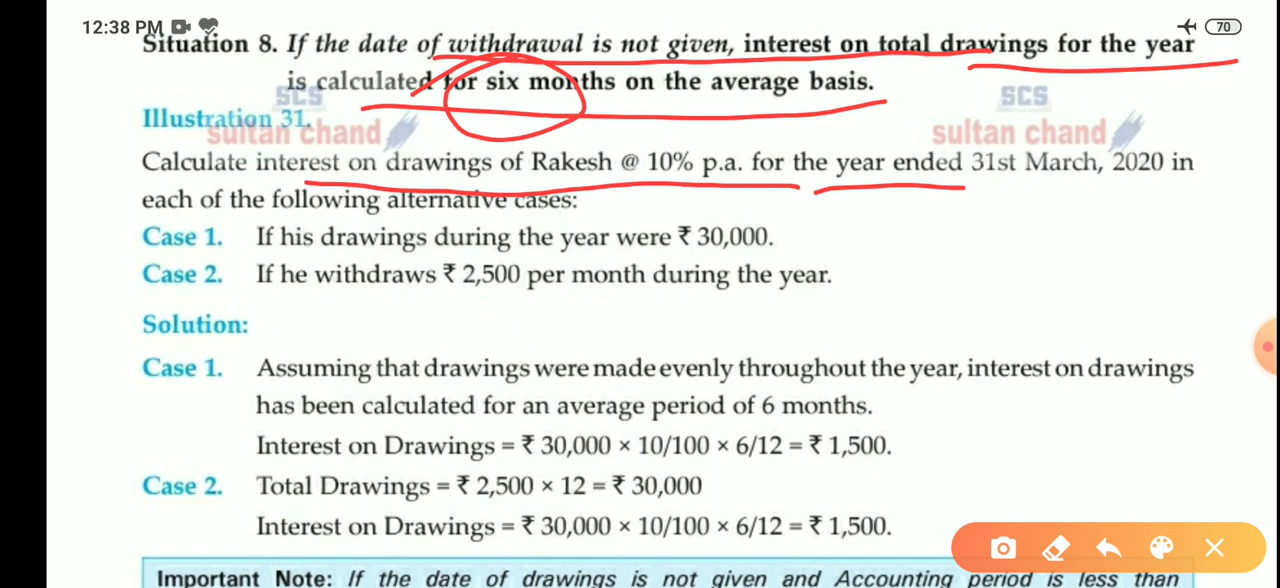 12:38 PM
70
Situation 8. If the date of withdrawal is not given, interest on total drawings for the year
is calculated for six months on the average basis.
SCS
SCS
Illustration 31.
sultan chand
sultan chand
Calculate interest on drawings of Rakesh @ 10% p.a. for the year ended 31st March, 2020 in
each of the following alternative cases:
Case 1. If his drawings during the year were ₹ 30,000.
Case 2. If he withdraws ₹ 2,500 per month during the year.
Solution:
Case 1. Assuming that drawings were made evenly throughout the year, interest on drawings
has been calculated for an average period of 6 months.
Interest on Drawings = ₹ 30,000 × 10/100 × 6/12 = ₹ 1,500.
Case 2. Total Drawings = ₹ 2,500 × 12 = ₹ 30,000
Interest on Drawings = ₹ 30,000 × 10/100 × 6/12 = ₹ 1,500.
Important Note: If the date of drawings is not given and Accounting period is less than